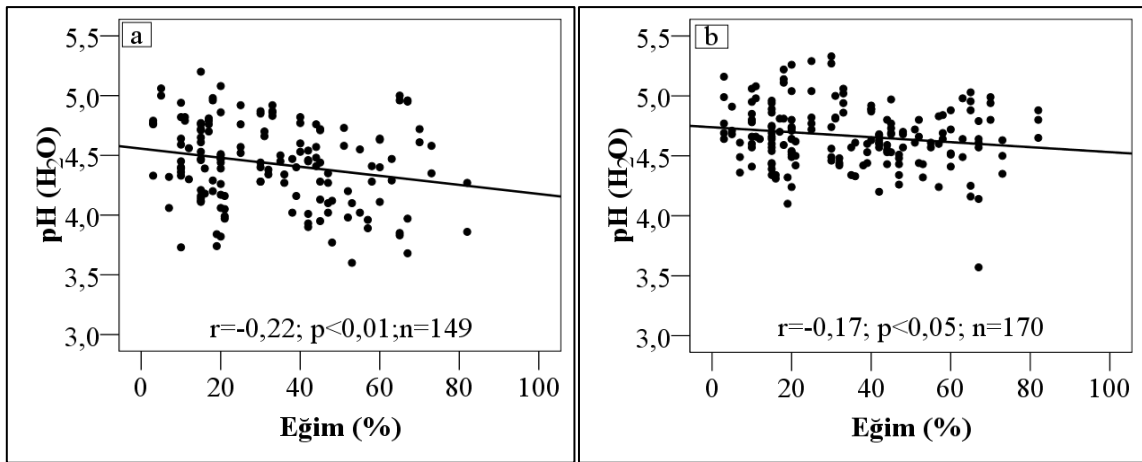 a
5,5
5,0
4,5
4,0
3,5
3,0
pH (H₂O)
r=-0,22; p<0,01;n=149
0 20 40 60 80 100
Eğim (%)
b
5,5
5,0
4,5
4,0
3,5
3,0
pH (H₂O)
r=-0,17; p<0,05; n=170
0 20 40 60 80 100
Eğim (%)